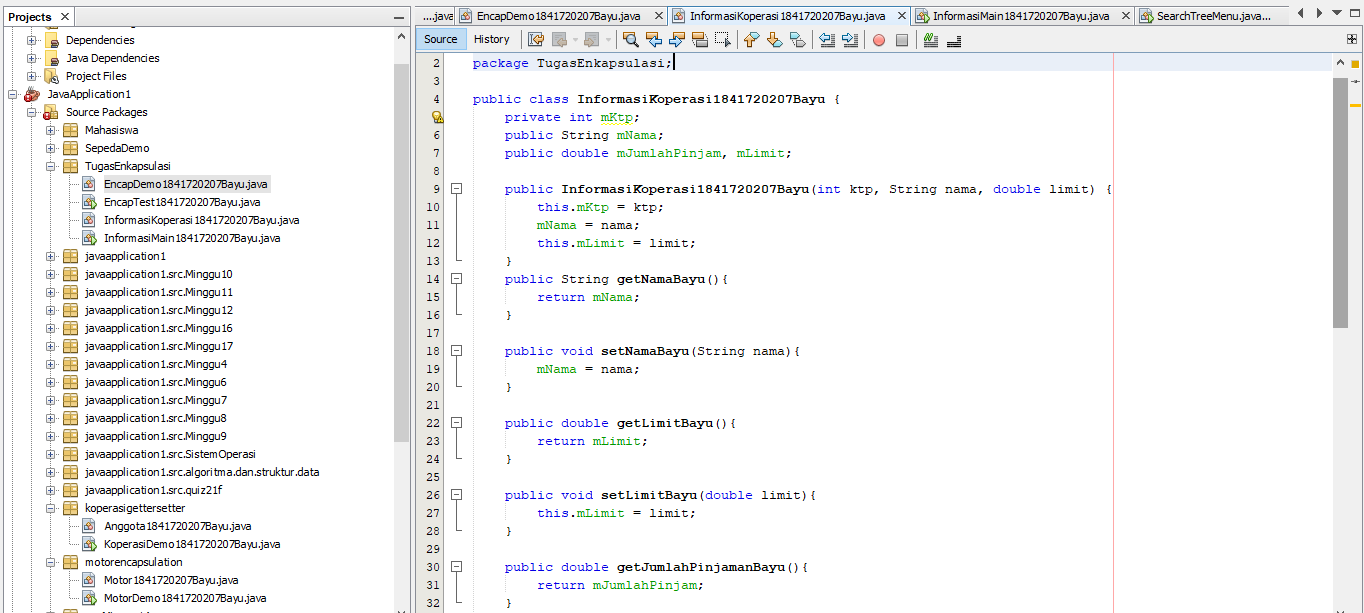 Projects
Dependencies
Java Dependencies
Project Files
JavaApplication1
Source Packages
Mahasiswa
SepedaDemo
TugasEnkapsulasi
EncapDemo1841720207Bayu.java
EncapTest1841720207Bayu.java
InformasiKoperasi1841720207Bayu.java
InformasiMain1841720207Bayu.java
javaapplication1
javaapplication1.src.Minggu10
javaapplication1.src.Minggu11
javaapplication1.src.Minggu12
javaapplication1.src.Minggu16
javaapplication1.src.Minggu17
javaapplication1.src.Minggu4
javaapplication1.src.Minggu6
javaapplication1.src.Minggu7
javaapplication1.src.Minggu8
javaapplication1.src.Minggu9
javaapplication1.src.SistemOperasi
javaapplication1.src.algoritma.dan.struktur.data
javaapplication1.src.quiz21f
koperasigettersetter
Anggota1841720207Bayu.java
KoperasiDemo1841720207Bayu.java
motorencapsulation
Motor1841720207Bayu.java
MotorDemo1841720207Bayu.java
....java EncapDemo1841720207Bayu.java InformasiKoperasi1841720207Bayu.java InformasiMain1841720207Bayu.java SearchTreeMenu.java...
Source History
2 package TugasEnkapsulasi;
3
4 public class InformasiKoperasi1841720207Bayu {
private int mKtp;
6 public String mNama;
7 public double mJumlahPinjam, mLimit;
8
9 public InformasiKoperasi1841720207Bayu(int ktp, String nama, double limit) {
10 this.mKtp = ktp;
11 mNama = nama;
12 this.mLimit = limit;
13 }
14 public String getNamaBayu(){
15 return mNama;
16 }
17
18 public void setNamaBayu(String nama){
19 mNama = nama;
20 }
21
22 public double getLimitBayu(){
23 return mLimit;
24 }
25
26 public void setLimitBayu(double limit){
27 this.mLimit = limit;
28 }
29
30 public double getJumlahPinjamanBayu(){
31 return mJumlahPinjam;
32 }